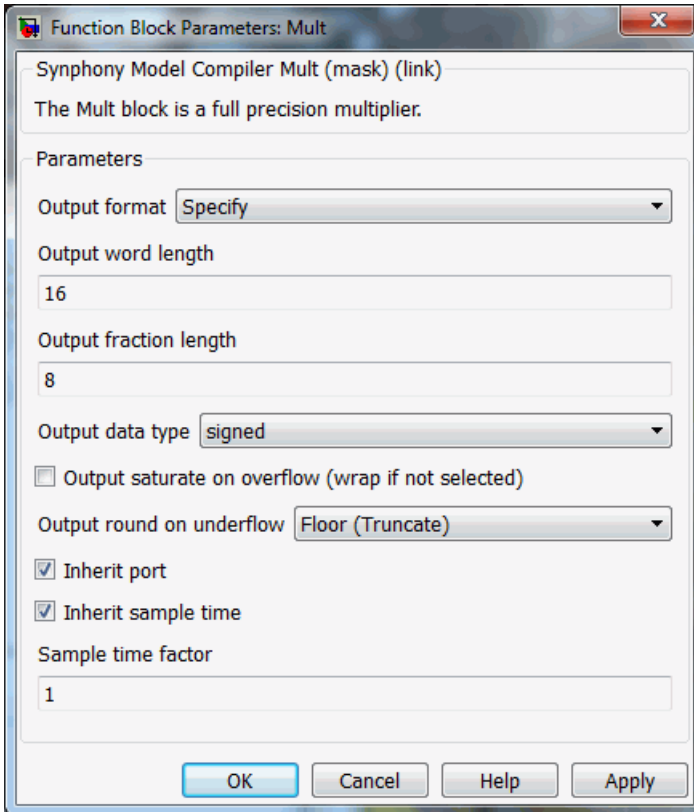 Function Block Parameters: Mult
Synphony Model Compiler Mult (mask) (link)
The Mult block is a full precision multiplier.
Parameters
Output format Specify
Output word length
16
Output fraction length
8
Output data type signed
Output saturate on overflow (wrap if not selected)
Output round on underflow Floor (Truncate)
Inherit port
Inherit sample time
Sample time factor
1
OK Cancel Help Apply